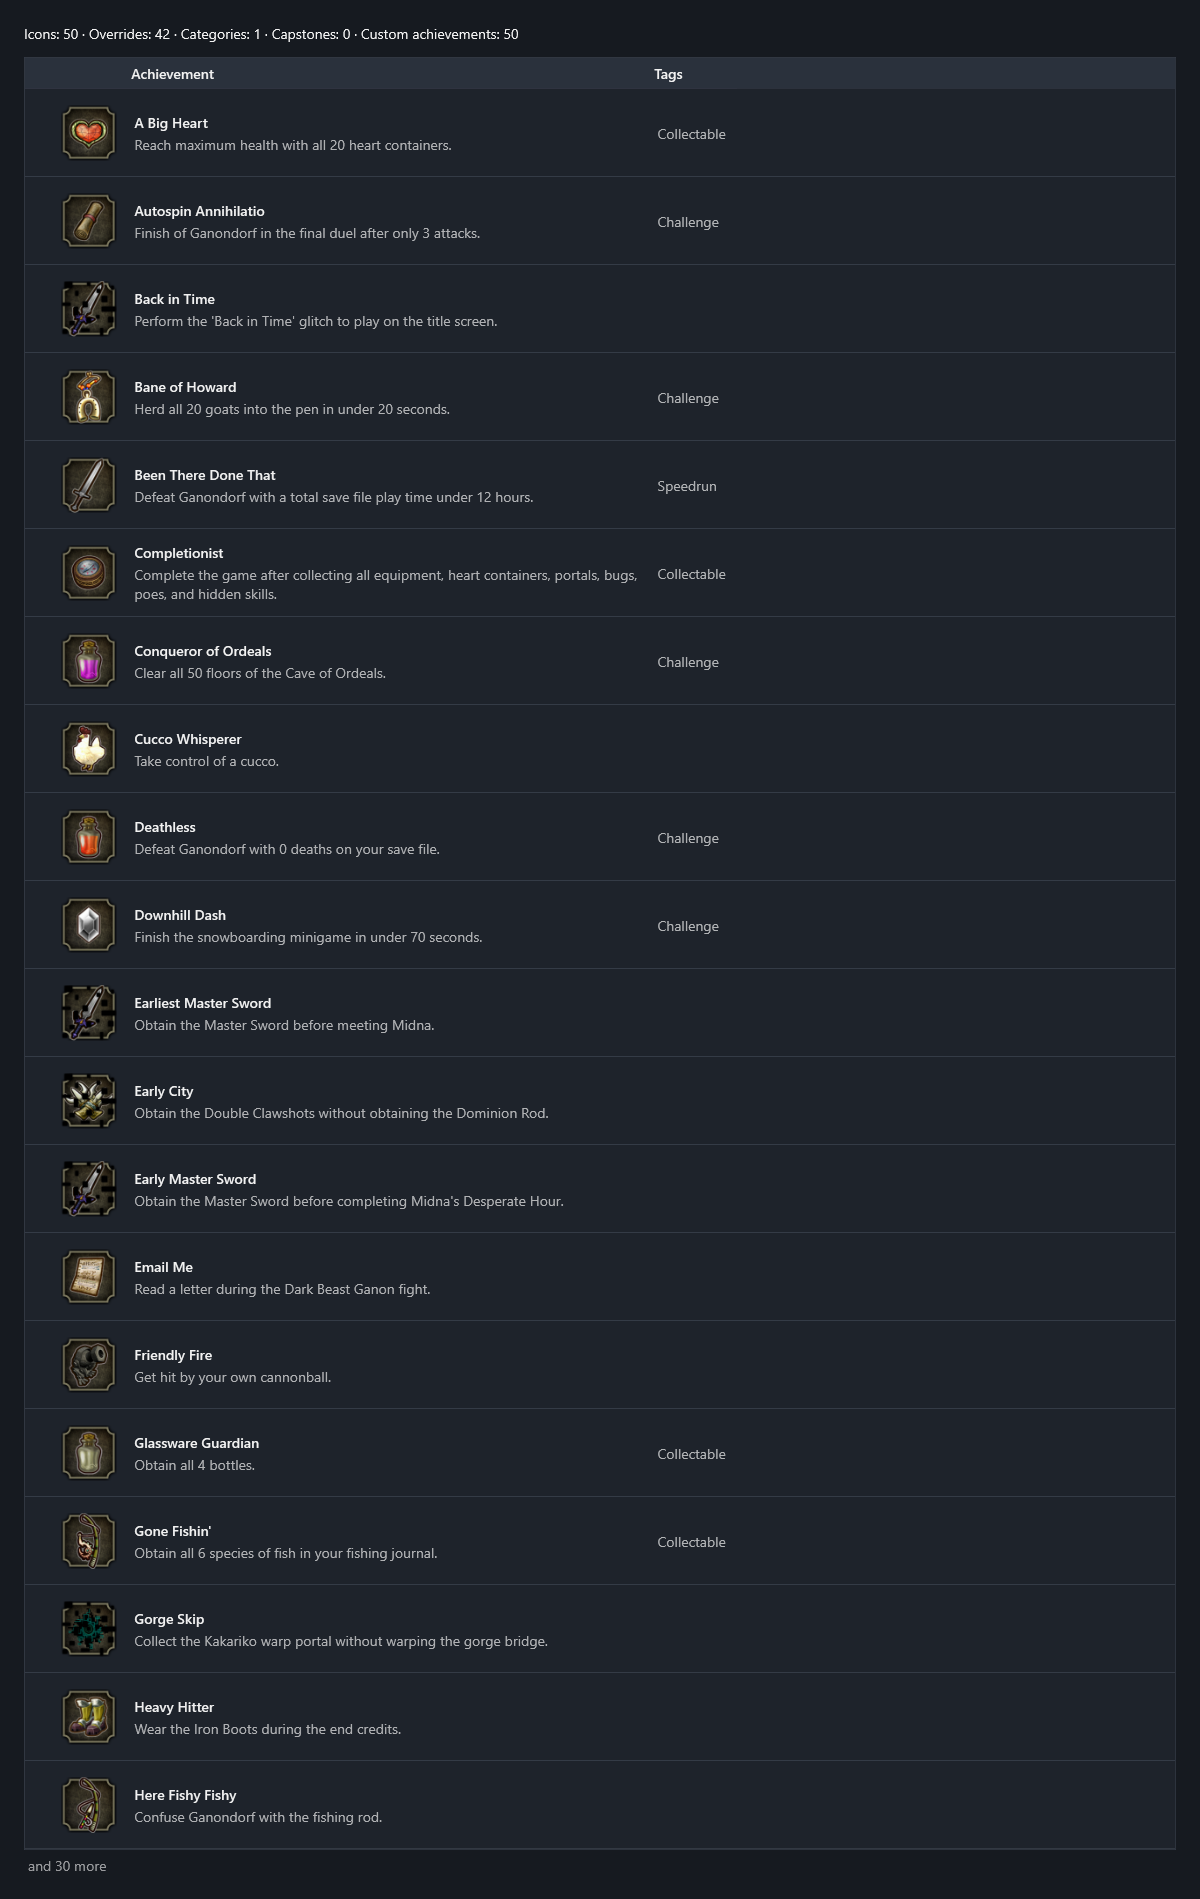 Icons: 50 · Overrides: 42 · Categories: 1 · Capstones: 0 · Custom achievements: 50
Achievement Tags
A Big Heart
Reach maximum health with all 20 heart containers.
Collectable
Autospin Annihilatio
Finish of Ganondorf in the final duel after only 3 attacks.
Challenge
Back in Time
Perform the 'Back in Time' glitch to play on the title screen.
Bane of Howard
Herd all 20 goats into the pen in under 20 seconds.
Challenge
Been There Done That
Defeat Ganondorf with a total save file play time under 12 hours.
Speedrun
Completionist
Complete the game after collecting all equipment, heart containers, portals, bugs,
poes, and hidden skills.
Collectable
Conqueror of Ordeals
Clear all 50 floors of the Cave of Ordeals.
Challenge
Cucco Whisperer
Take control of a cucco.
Deathless
Defeat Ganondorf with 0 deaths on your save file.
Challenge
Downhill Dash
Finish the snowboarding minigame in under 70 seconds.
Challenge
Earliest Master Sword
Obtain the Master Sword before meeting Midna.
Early City
Obtain the Double Clawshots without obtaining the Dominion Rod.
Early Master Sword
Obtain the Master Sword before completing Midna's Desperate Hour.
Email Me
Read a letter during the Dark Beast Ganon fight.
Friendly Fire
Get hit by your own cannonball.
Glassware Guardian
Obtain all 4 bottles.
Collectable
Gone Fishin'
Obtain all 6 species of fish in your fishing journal.
Collectable
Gorge Skip
Collect the Kakariko warp portal without warping the gorge bridge.
Heavy Hitter
Wear the Iron Boots during the end credits.
Here Fishy Fishy
Confuse Ganondorf with the fishing rod.
and 30 more